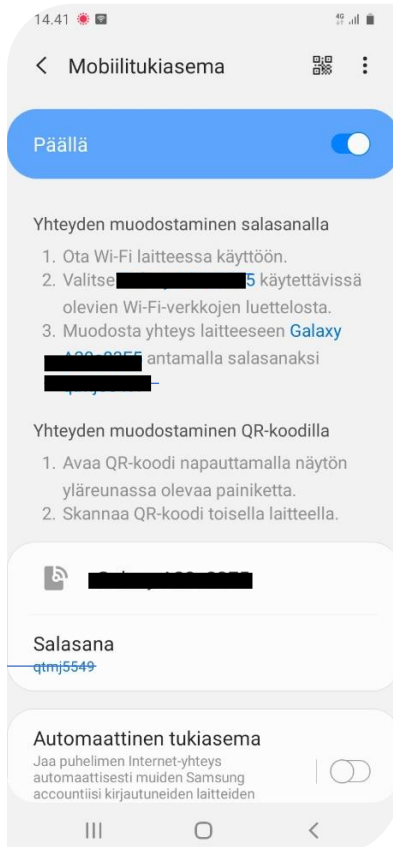 14.41
4G
Mobiilitukiasema
Päällä
Yhteyden muodostaminen salasanalla
1. Ota Wi-Fi laitteessa käyttöön.
2. Valitse 5 käytettävissä
olevien Wi-Fi-verkkojen luettelosta.
3. Muodosta yhteys laitteeseen Galaxy
antamalla salasanaksi
Yhteyden muodostaminen QR-koodilla
1. Avaa QR-koodi napauttamalla näytön
yläreunassa olevaa painiketta.
2. Skannaa QR-koodi toisella laitteella.
Salasana
qtmj5549
Automaattinen tukiasema
Jaa puhelimen Internet-yhteys
automaattisesti muiden Samsung
accountiisi kirjautuneiden laitteiden